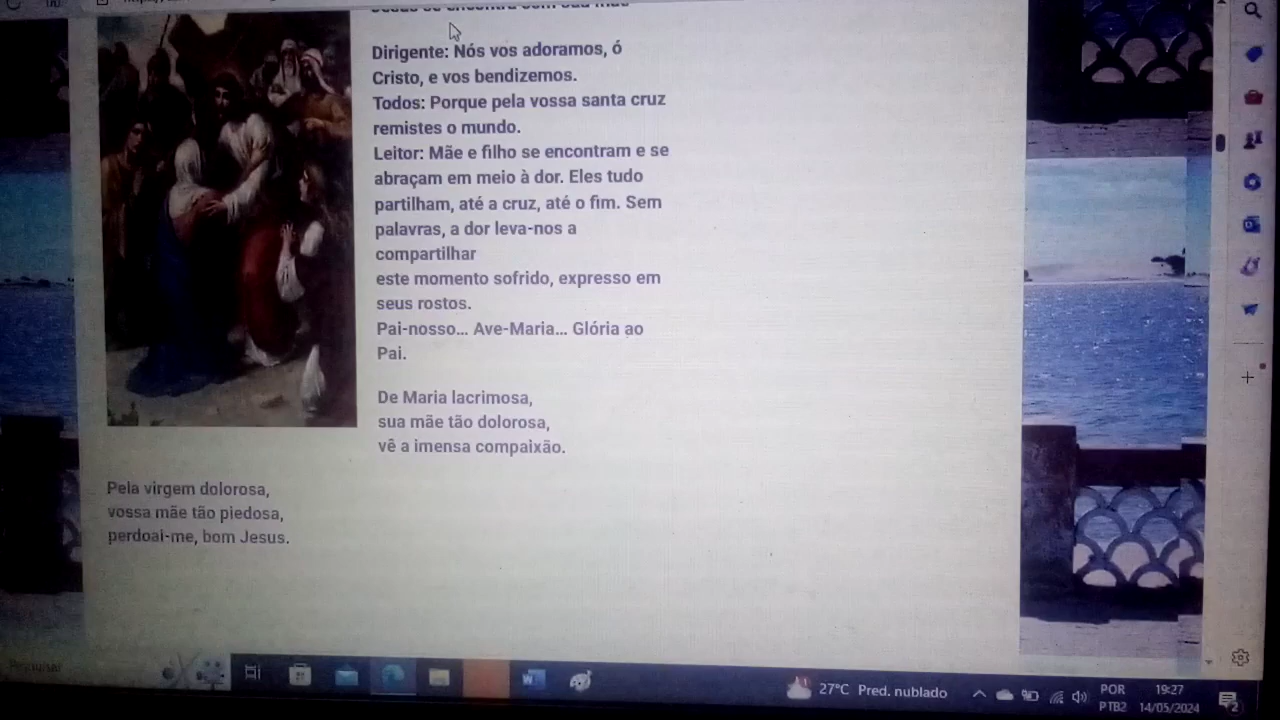 Dirigente: Nós vos adoramos, ó
Cristo, e vos bendizemos.
Todos: Porque pela vossa santa cruz
remistes o mundo.
Leitor: Mãe e filho se encontram e se
abraçam em meio à dor. Eles tudo
partilham, até a cruz, até o fim. Sem
palavras, a dor leva-nos a
compartilhar
este momento sofrido, expresso em
seus rostos.
Pai-nosso... Ave-Maria... Glória ao
Pai.
De Maria lacrimosa,
sua mãe tão dolorosa,
vê a imensa compaixão.
Pela virgem dolorosa,
vossa mãe tão piedosa,
perdoai-me, bom Jesus.
Pesquisar
27°C Pred. nublado
POR
PTB2
19:27
14/05/2024
2